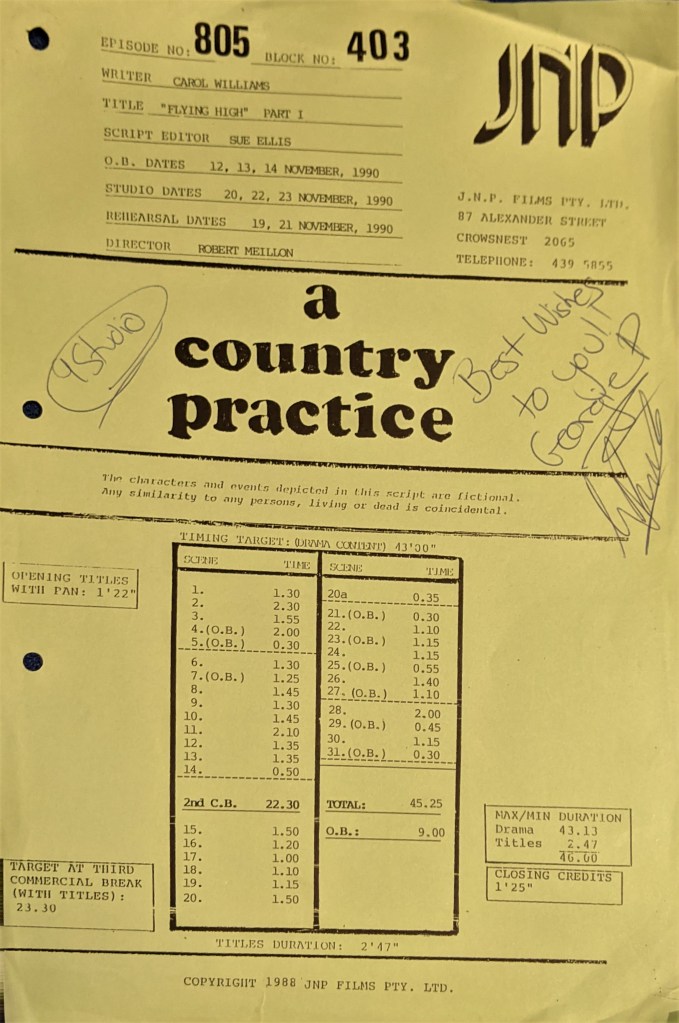 EPISODE NO: 805 BLOCK NO: 403
WRITER CAROL WILLIAMS
TITLE "FLYING HIGH" PART I
SCRIPT EDITOR SUE ELLIS
O.B. DATES 12, 13, 14 NOVEMBER, 1990
STUDIO DATES 20, 22, 23 NOVEMBER, 1990
REHEARSAL DATES 19, 21 NOVEMBER, 1990
DIRECTOR ROBERT MEILLON
JNP
J.N.P. FILMS PTY. LTD.
87 ALEXANDER STREET
CROWSNEST 2065
TELEPHONE: 439 5855
a
country
practice
9 Studio
Best Wishes
to you!!
The characters and events depicted in this script are fictional.
Any similarity to any persons, living or dead is coincidental.
TIMING TARGET: (DRAMA CONTENT) 43'00"
OPENING TITLES
WITH PAN: 1'22"
SCENE TIME
1. 1.30
2. 2.30
3. 1.55
4.(O.B.) 2.00
5.(O.B.) 0.30
6. 1.30
7.(O.B.) 1.25
8. 1.45
9. 1.30
10. 1.45
11. 2.10
12. 1.35
13. 1.35
14. 0.50
2nd C.B. 22.30
15. 1.50
16. 1.20
17. 1.00
18. 1.10
19. 1.15
20. 1.50
SCENE TIME
20a 0.35
21.(O.B.) 0.30
22. 1.10
23.(O.B.) 1.15
24. 1.15
25.(O.B.) 0.55
26. 1.40
27.(O.B.) 1.10
28. 2.00
29.(O.B.) 0.45
30. 1.15
31.(O.B.) 0.30
TOTAL: 45.25
O.B.: 9.00
MAX/MIN DURATION
Drama 43.13
Titles 2.47
46.00
CLOSING CREDITS
1'25"
TARGET AT THIRD
COMMERCIAL BREAK
(WITH TITLES):
23.30
TITLES DURATION: 2'47"
COPYRIGHT 1988 JNP FILMS PTY. LTD.